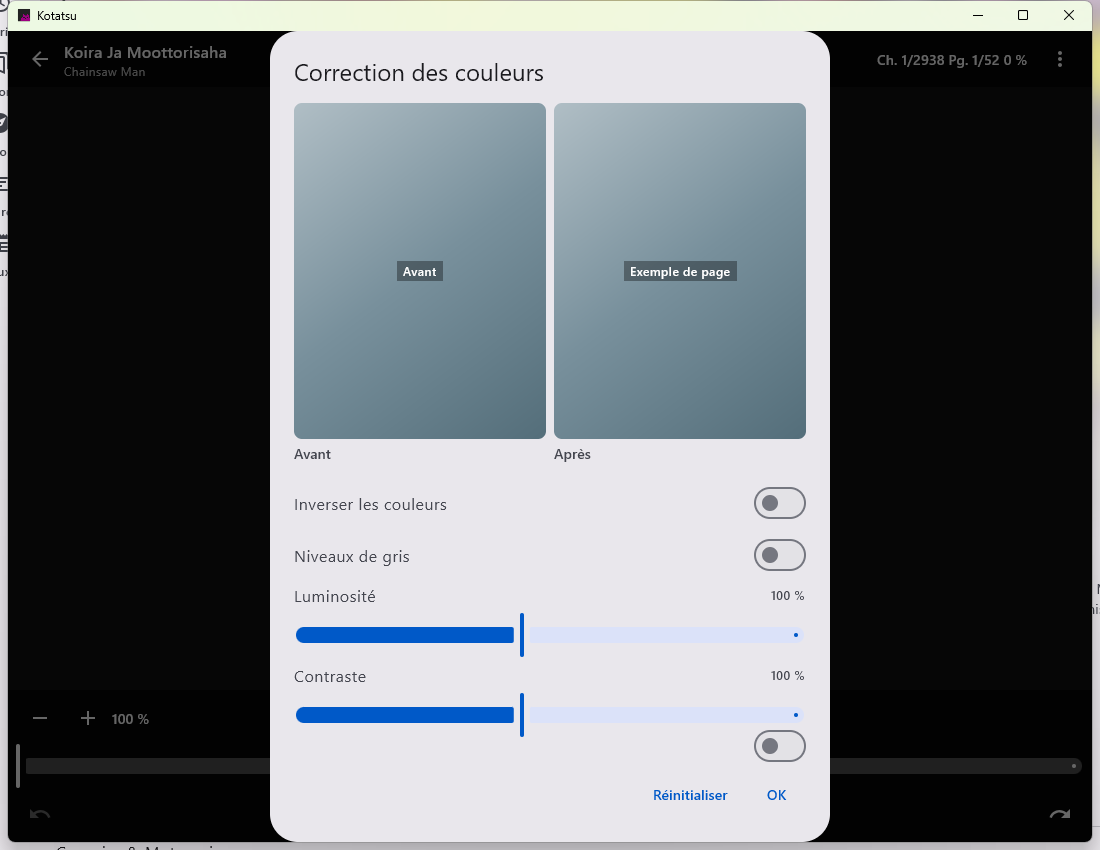 Kotatsu
Koira Ja Moottorisaha
Chainsaw Man
Ch. 1/2938 Pg. 1/52 0 %
Correction des couleurs
Avant
Exemple de page
Avant
Après
Inverser les couleurs
Niveaux de gris
Luminosité
100 %
Contraste
100 %
100 %
Réinitialiser
OK